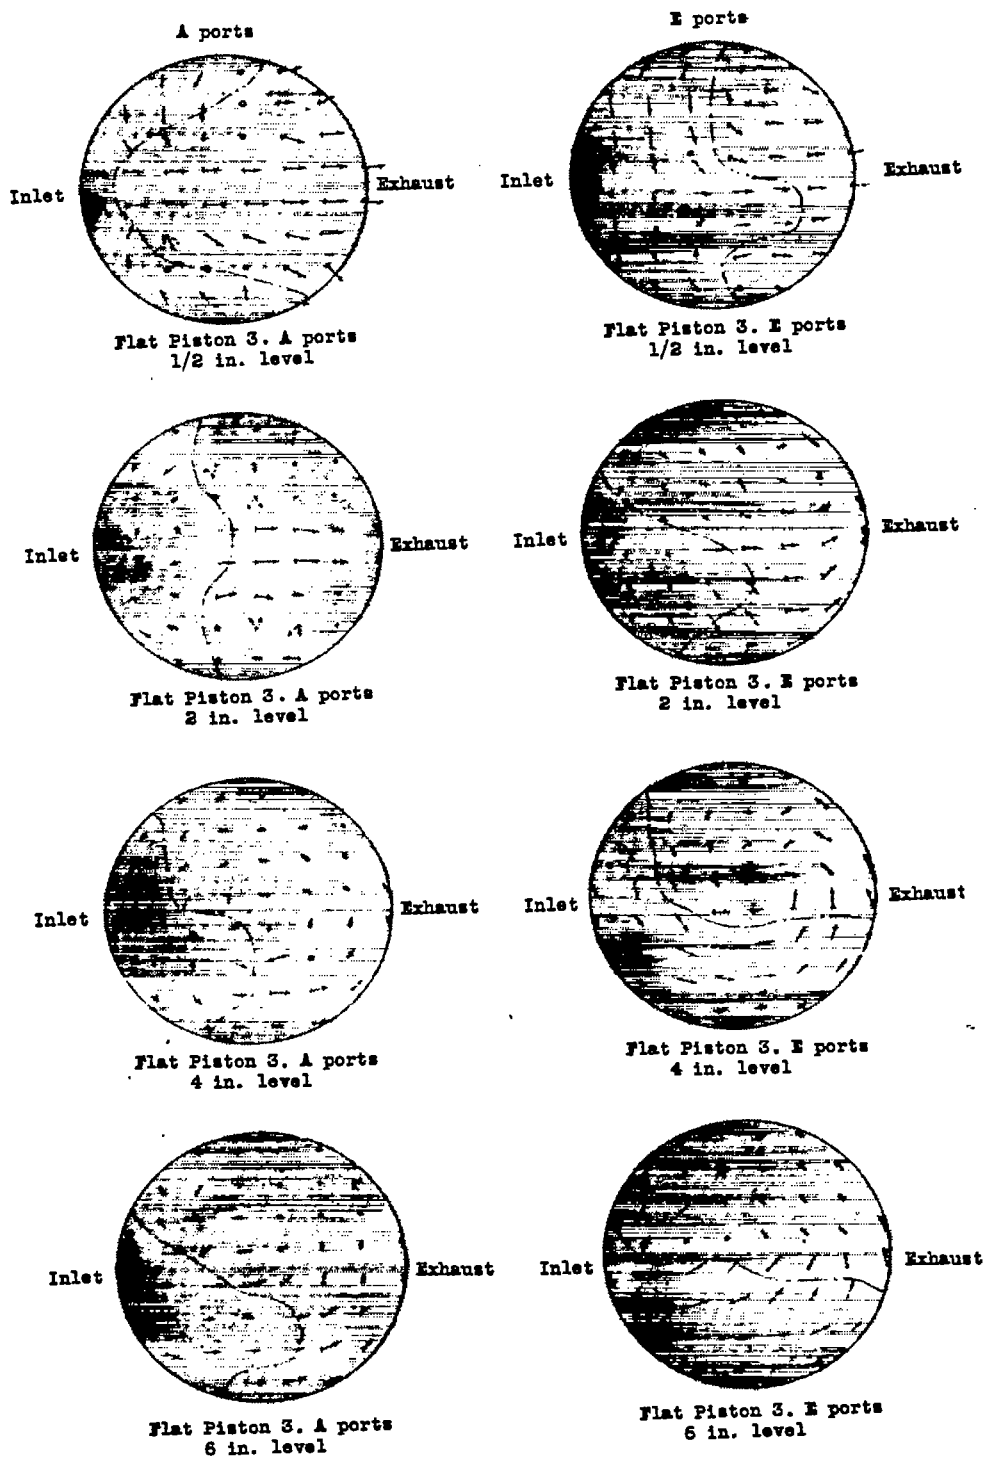 A ports
E ports
Inlet
Exhaust
Inlet
Exhaust
Flat Piston 3. A ports
1/2 in. level
Flat Piston 3. E ports
1/2 in. level
Inlet
Exhaust
Inlet
Exhaust
Flat Piston 3. A ports
2 in. level
Flat Piston 3. E ports
2 in. level
Inlet
Exhaust
Inlet
Exhaust
Flat Piston 3. A ports
4 in. level
Flat Piston 3. E ports
4 in. level
Inlet
Exhaust
Inlet
Exhaust
Flat Piston 3. A ports
6 in. level
Flat Piston 3. E ports
6 in. level